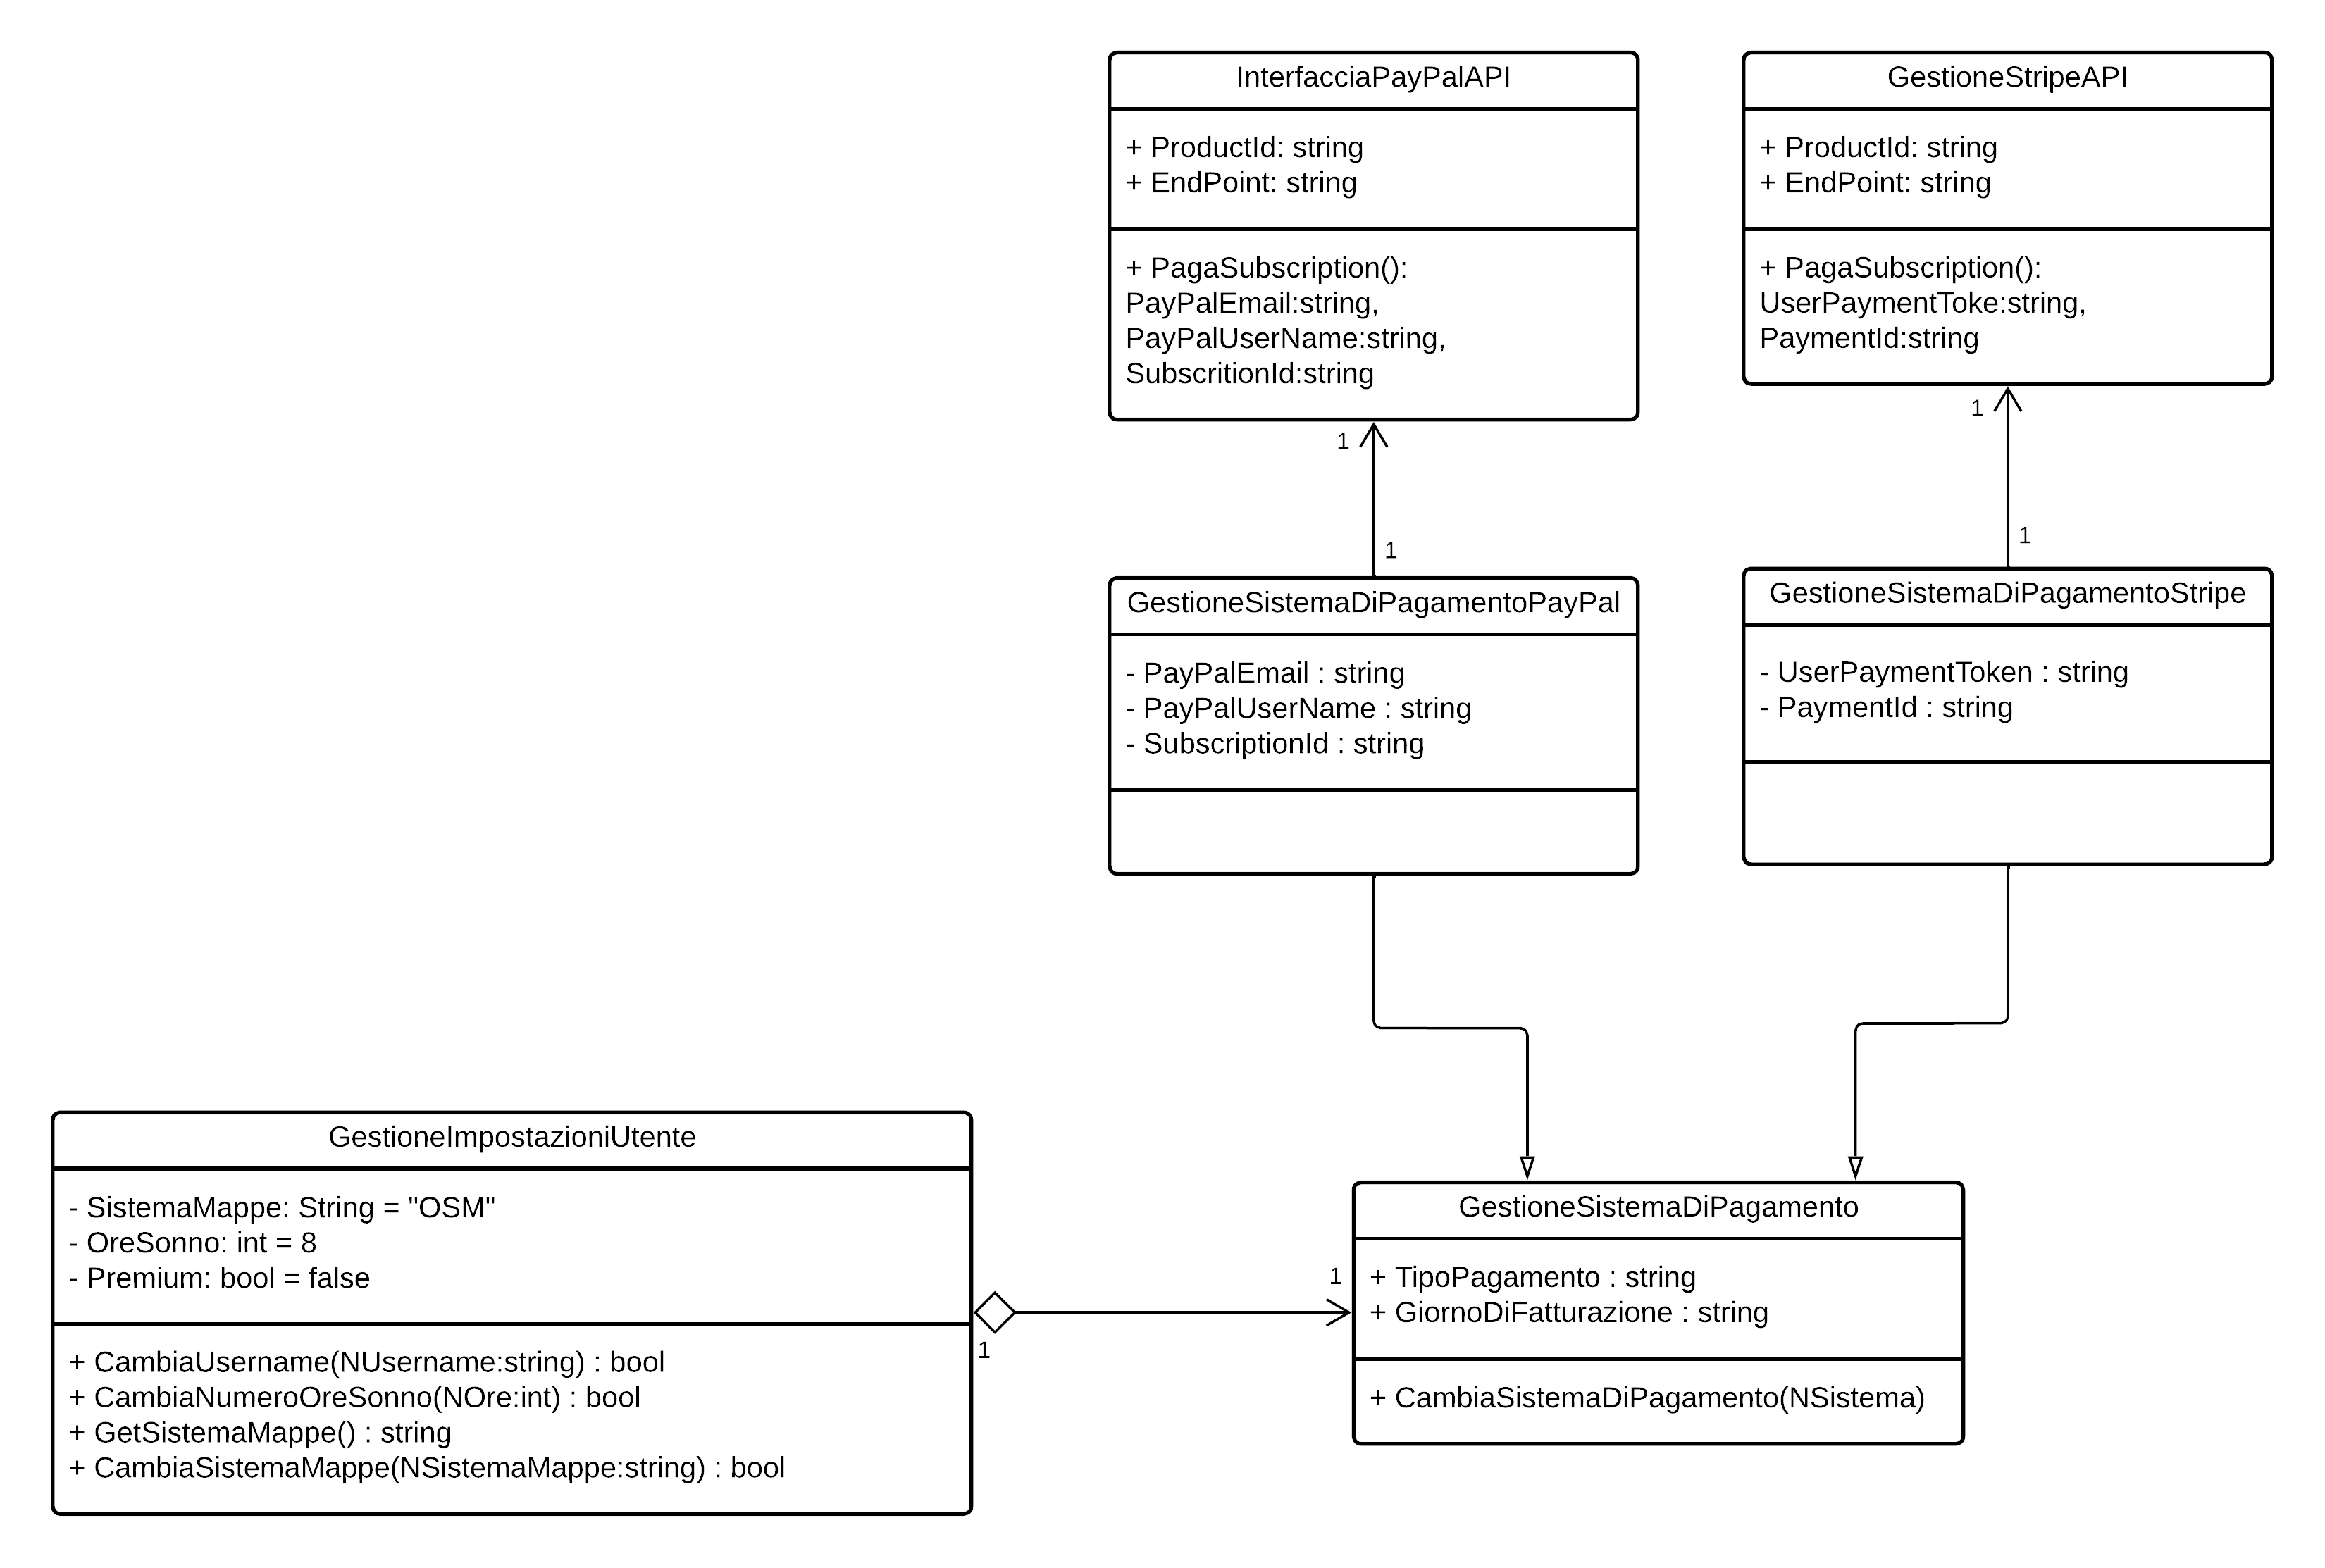 InterfacciaPayPalAPI
+ ProductId: string
+ EndPoint: string
+ PagaSubscription():
PayPalEmail:string,
PayPalUserName:string,
SubscritionId:string
GestioneStripeAPI
+ ProductId: string
+ EndPoint: string
+ PagaSubscription():
UserPaymentToke:string,
PaymentId:string
1
1
1
1
GestioneSistemaDiPagamentoPayPal
- PayPalEmail : string
- PayPalUserName : string
- SubscriptionId : string
GestioneSistemaDiPagamentoStripe
- UserPaymentToken : string
- PaymentId : string
GestioneImpostazioniUtente
- SistemaMappe: String = "OSM"
- OreSonno: int = 8
- Premium: bool = false
+ CambiaUsername(NUsername:string) : bool
+ CambiaNumeroOreSonno(NOre:int) : bool
+ GetSistemaMappe() : string
+ CambiaSistemaMappe(NSistemaMappe:string) : bool
1
1
GestioneSistemaDiPagamento
+ TipoPagamento : string
+ GiornoDiFatturazione : string
+ CambiaSistemaDiPagamento(NSistema)